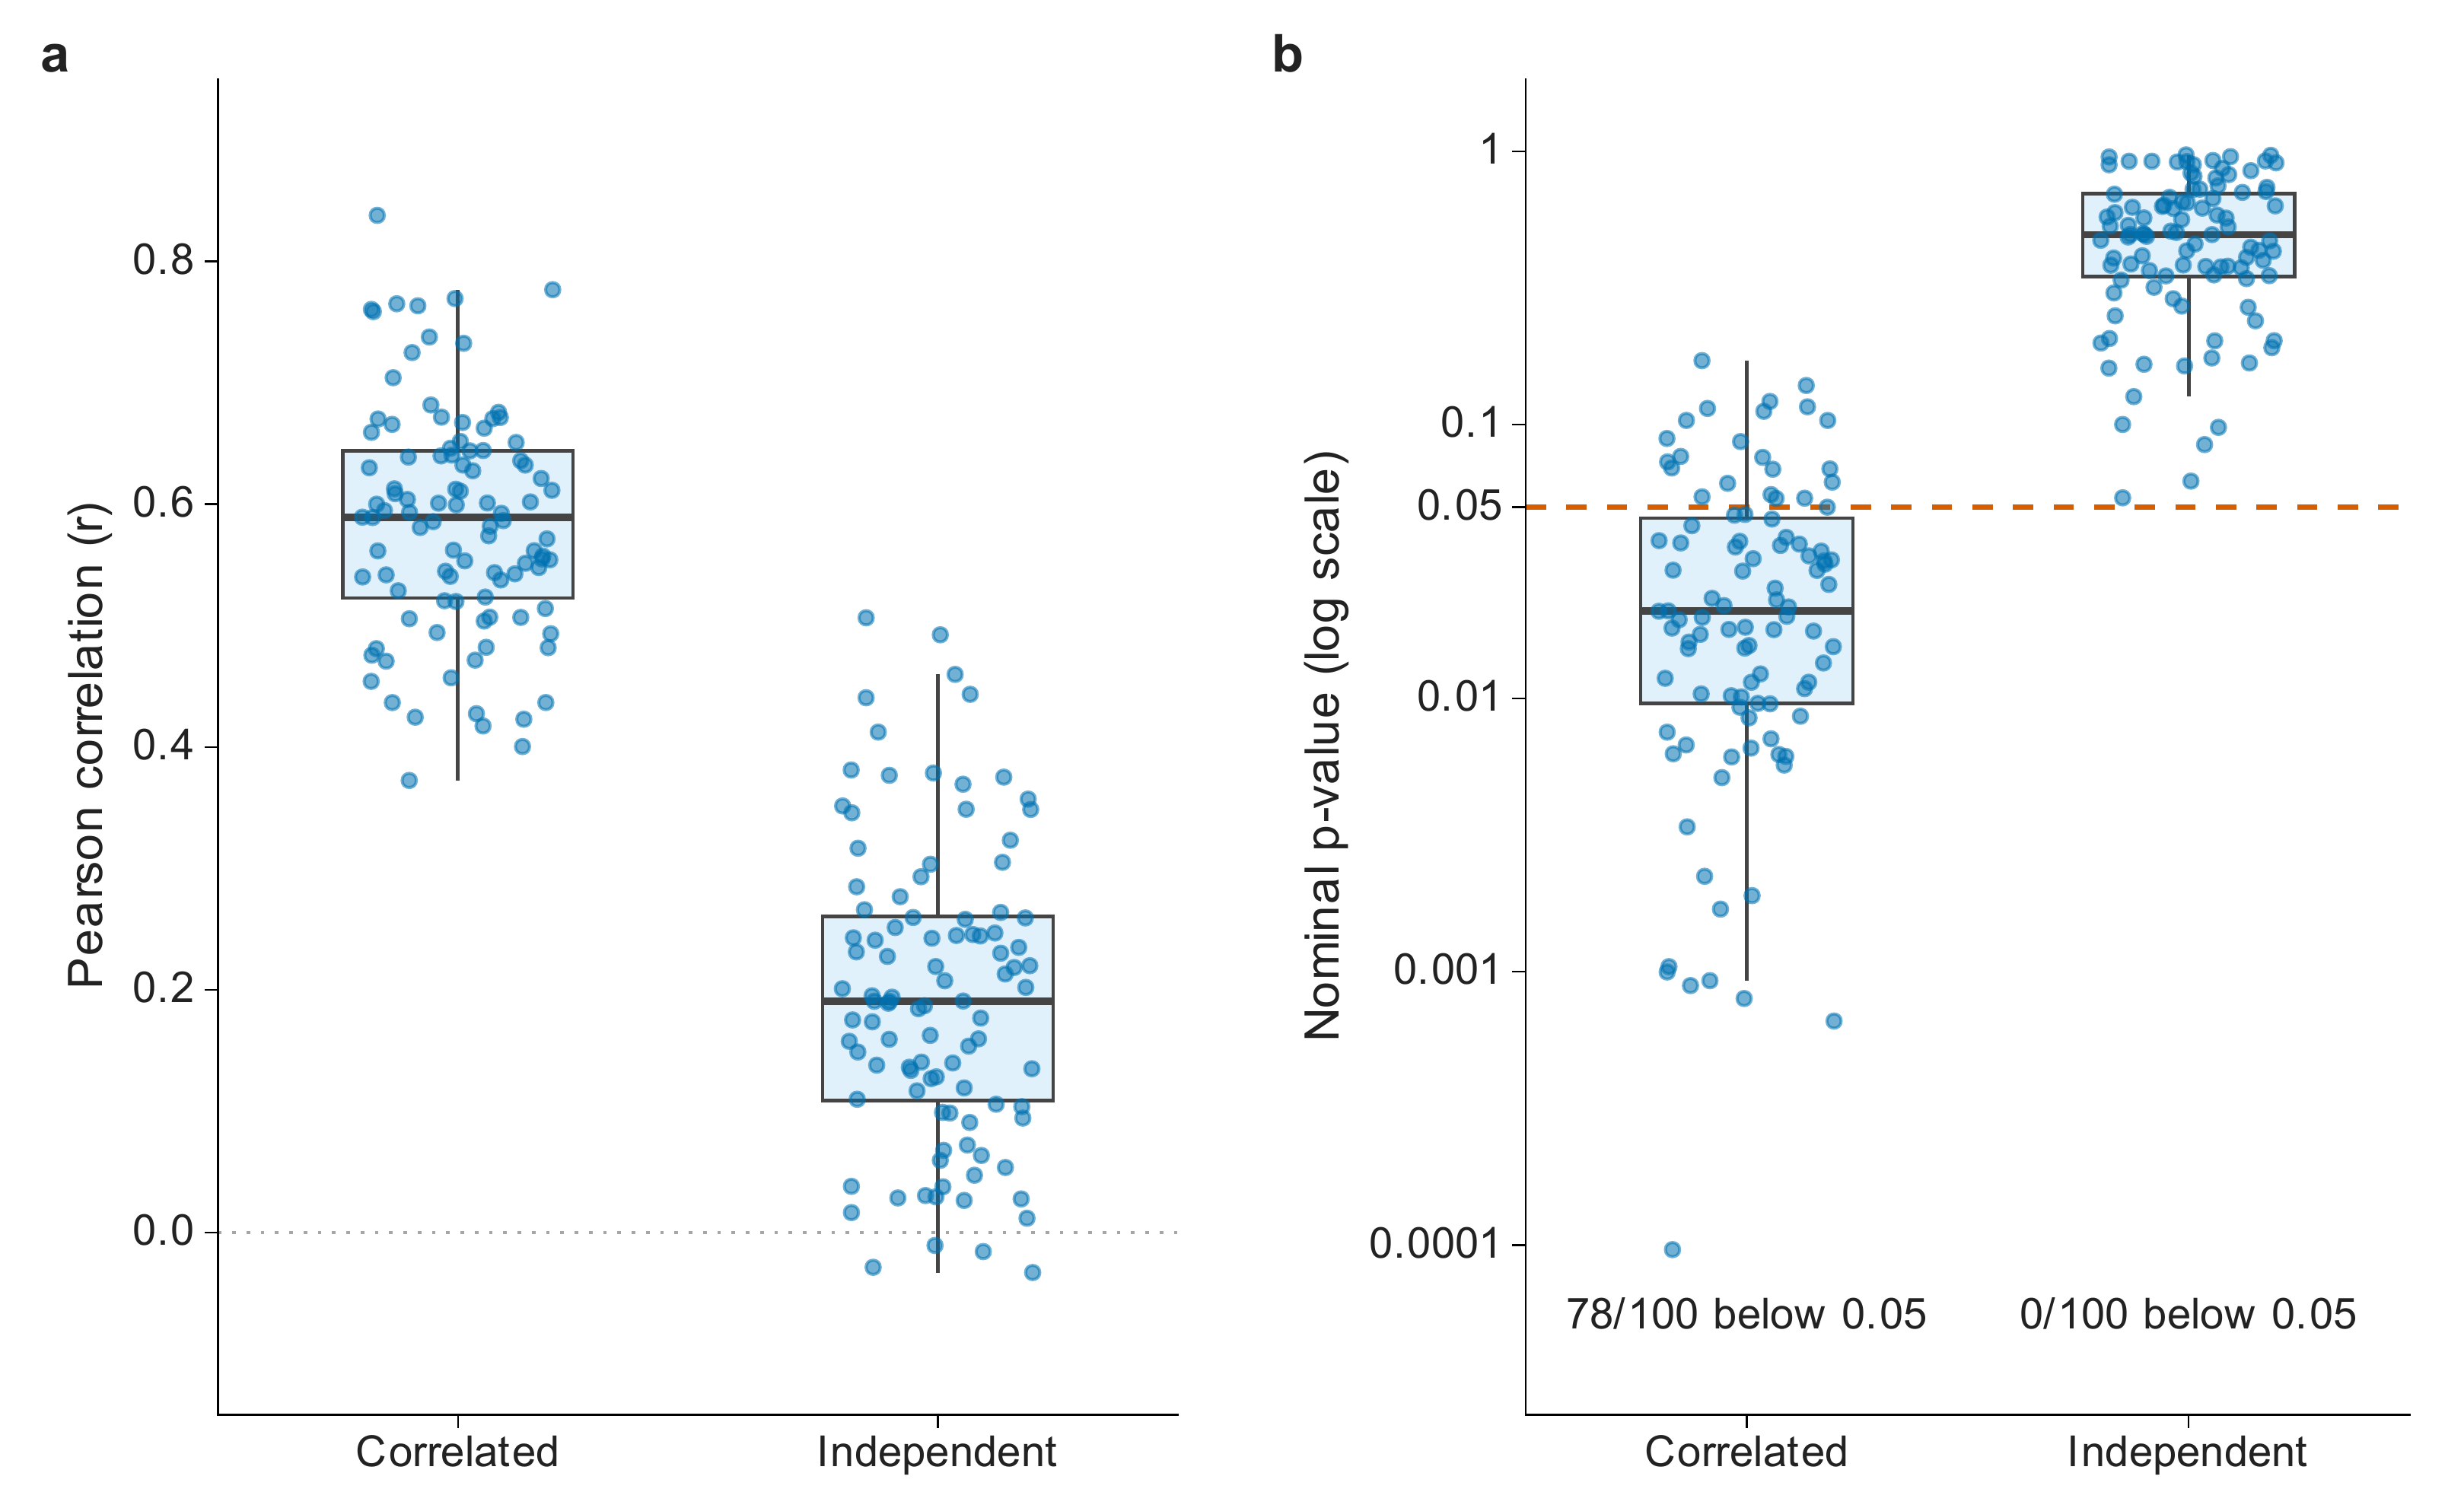 a
Pearson correlation (r)
0.8
0.6
0.4
0.2
0.0
Correlated
Independent
b
Nominal p-value (log scale)
1
0.1
0.05
0.01
0.001
0.0001
78/100 below 0.05
0/100 below 0.05
Correlated
Independent